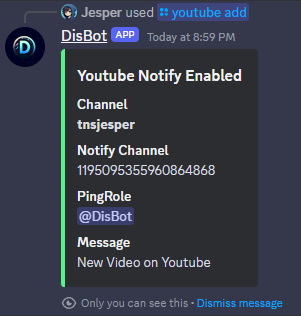 Jesper used youtube add
DisBot APP Today at 8:59 PM
Youtube Notify Enabled
Channel
tnsjesper
Notify Channel
1195095355960864868
PingRole
@DisBot
Message
New Video on Youtube
Only you can see this • Dismiss message